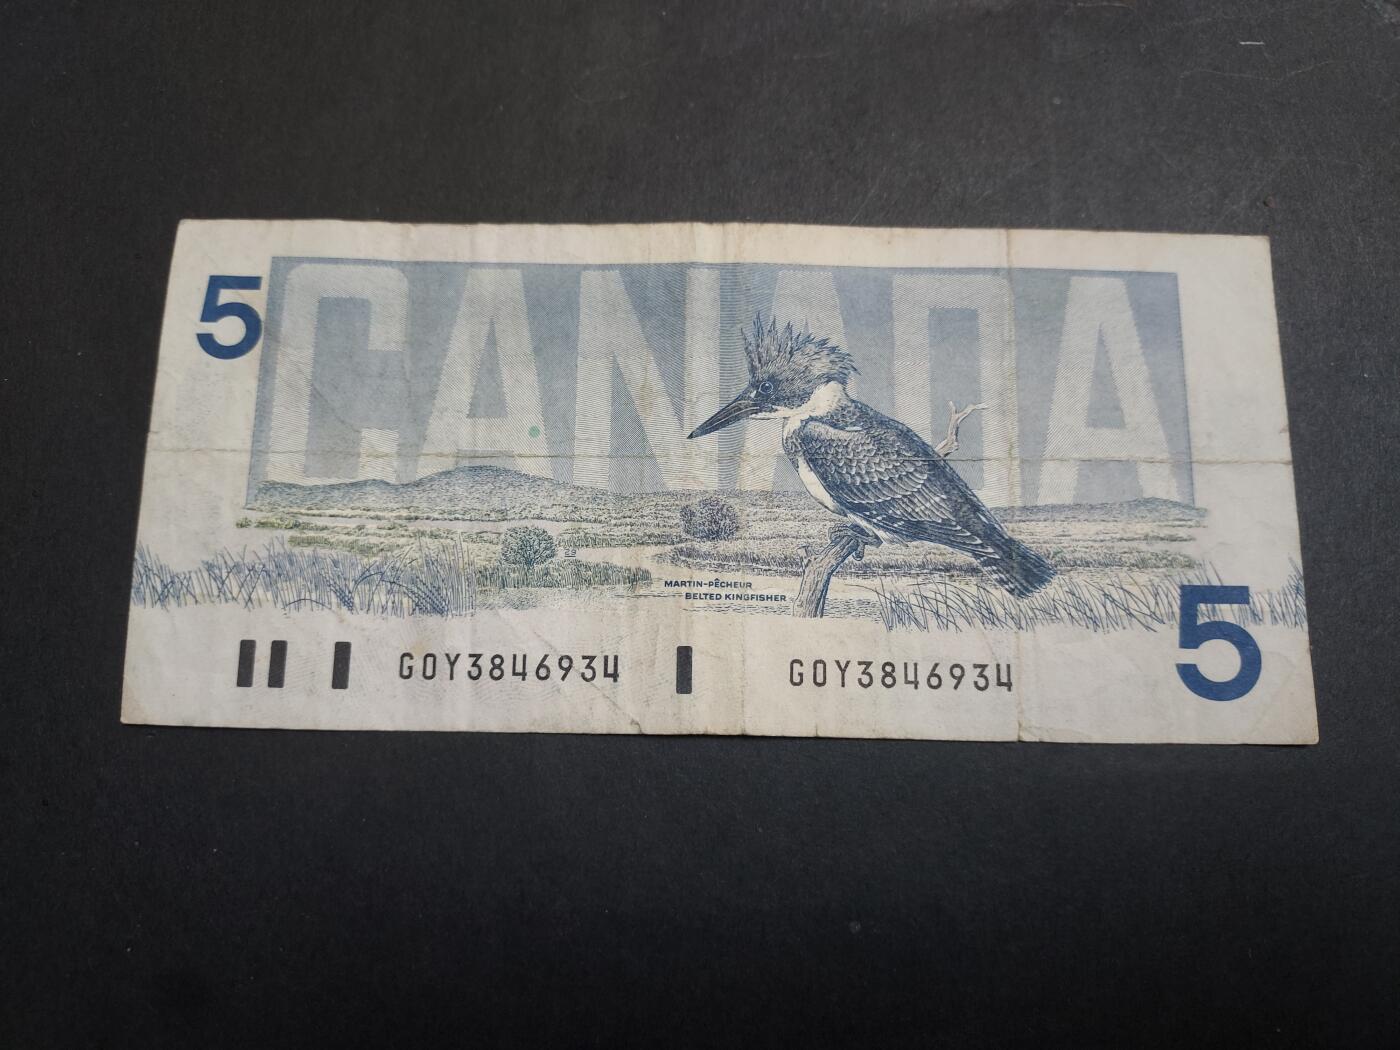 5
CANADA
MARTIN-PÊCHEUR
BELTED KINGFISHER
GOY3846934
GOY3846934
5